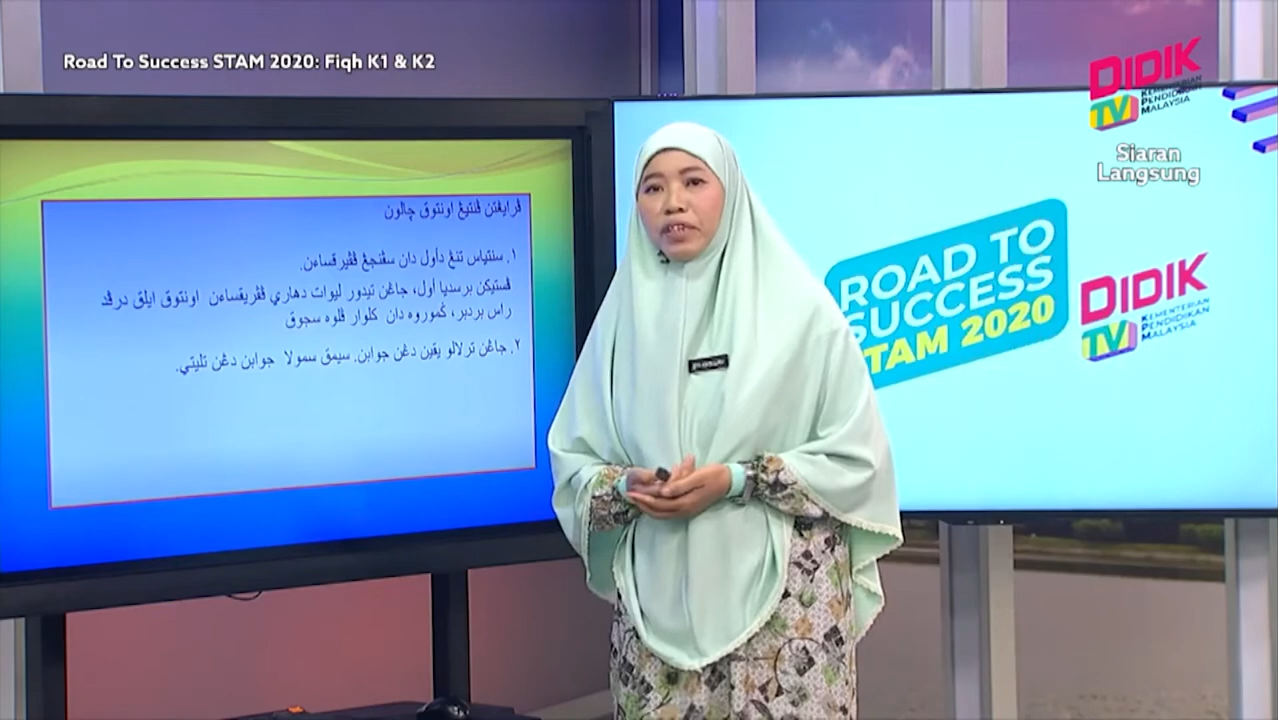 Road To Success STAM 2020: Fiqh K1 & K2
DIDIK
TV
KEMENTERIAN
PENDIDIKAN
MALAYSIA
Siaran
Langsung
ڤرايڠتن ڤنتيڠ اونتوق چالون
١. سنتياس تنڠ دأول دان سڤنجڠ ڤڤيرقساءن.
ڤستيكن برسديا أول، جاڠن تيدور ليوات دهاري ڤڤريقساءن اونتوق ايلق درڤد
راس بردبر، ݢموروه دان كلوار ڤلوه سجوق
٢. جاڠن ترلالو يقين دڠن جوابن. سيمق سمولا جوابن دڠن تليتي.
ROAD TO
SUCCESS
STAM 2020
DIDIK
TV
KEMENTERIAN
PENDIDIKAN
MALAYSIA